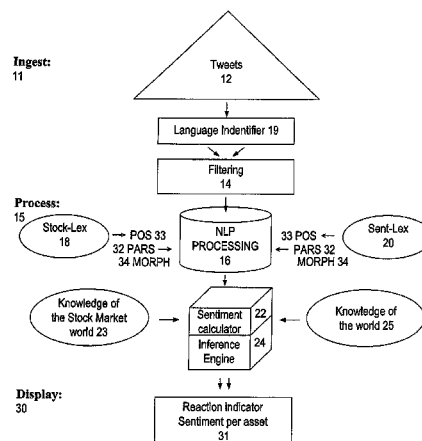 Ingest:
11
Tweets
12
Language Indentifier 19
Filtering
14
Process:
15
Stock-Lex
18
POS 33
32 PARS
34 MORPH
NLP
PROCESSING
16
33 POS
PARS 32
MORPH 34
Sent-Lex
20
Knowledge of
the Stock Market
world 23
Sentiment
calculator
22
Inference
Engine
24
Knowledge of
the world 25
Display:
30
Reaction indicator
Sentiment per asset
31